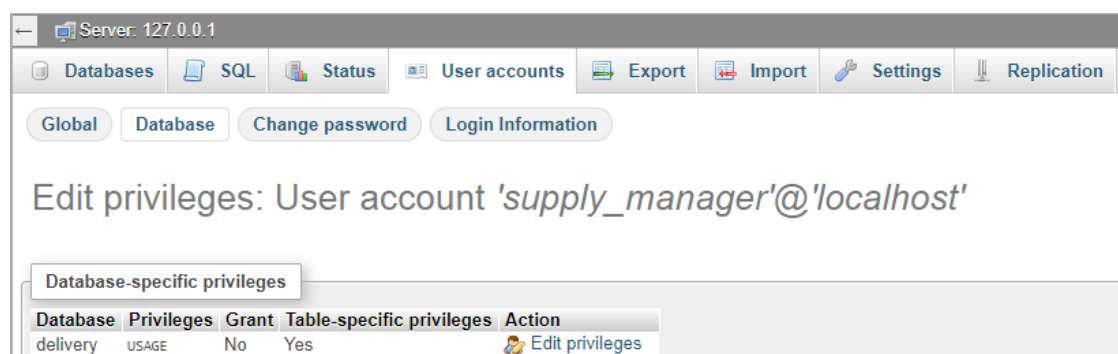 ← Server: 127.0.0.1
Databases SQL Status User accounts Export Import Settings Replication
Global Database Change password Login Information
Edit privileges: User account 'supply_manager'@'localhost'
Database-specific privileges
Database Privileges Grant Table-specific privileges Action
delivery USAGE No Yes Edit privileges